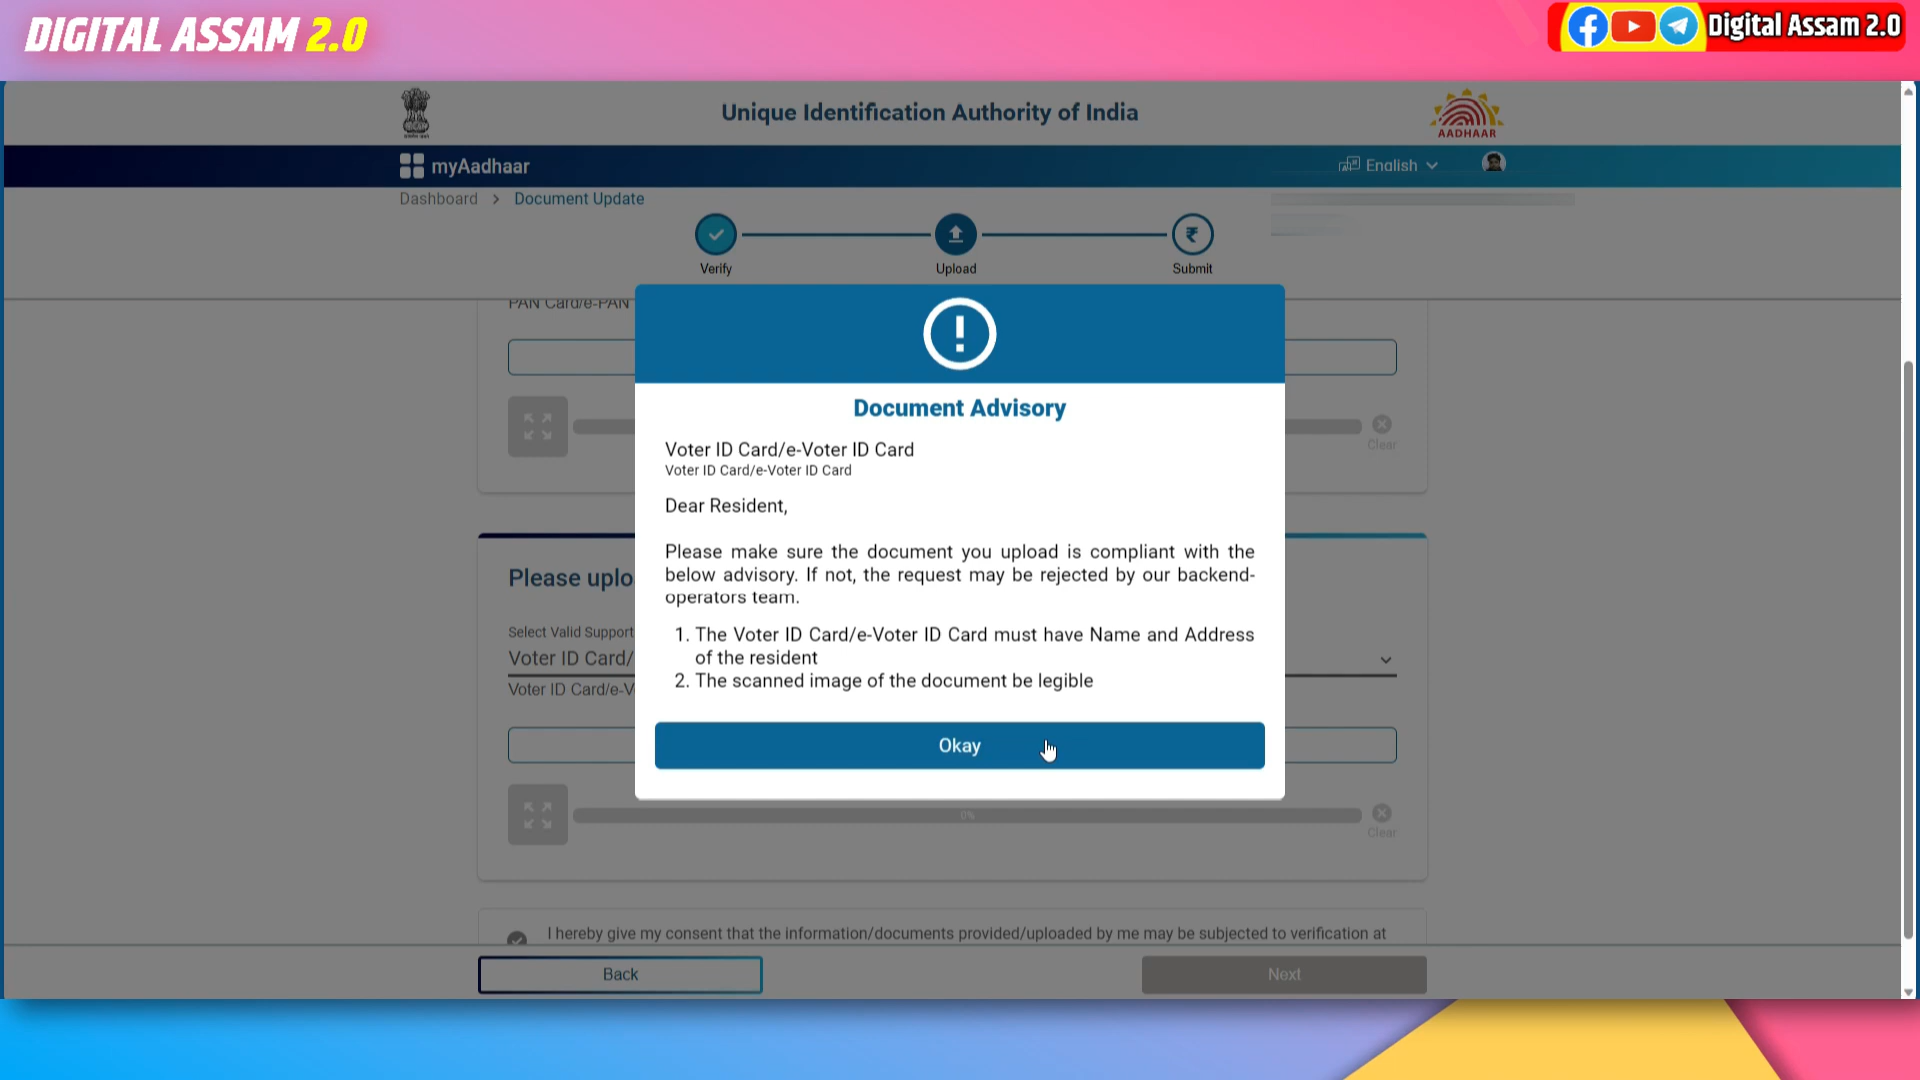 DIGITAL ASSAM 2.0
Digital Assam 2.0
Unique Identification Authority of India
AADHAAR
myAadhaar
English
Dashboard > Document Update
Verify
Upload
Submit
PAN Card/e-PAN
Clear
Document Advisory
Voter ID Card/e-Voter ID Card
Voter ID Card/e-Voter ID Card
Dear Resident,
Please make sure the document you upload is compliant with the
below advisory. If not, the request may be rejected by our backend-
operators team.
1. The Voter ID Card/e-Voter ID Card must have Name and Address
of the resident
2. The scanned image of the document be legible
Okay
Please uplo
Select Valid Support
Voter ID Card/
Voter ID Card/e-V
0%
Clear
I hereby give my consent that the information/documents provided/uploaded by me may be subjected to verification at
Back
Next